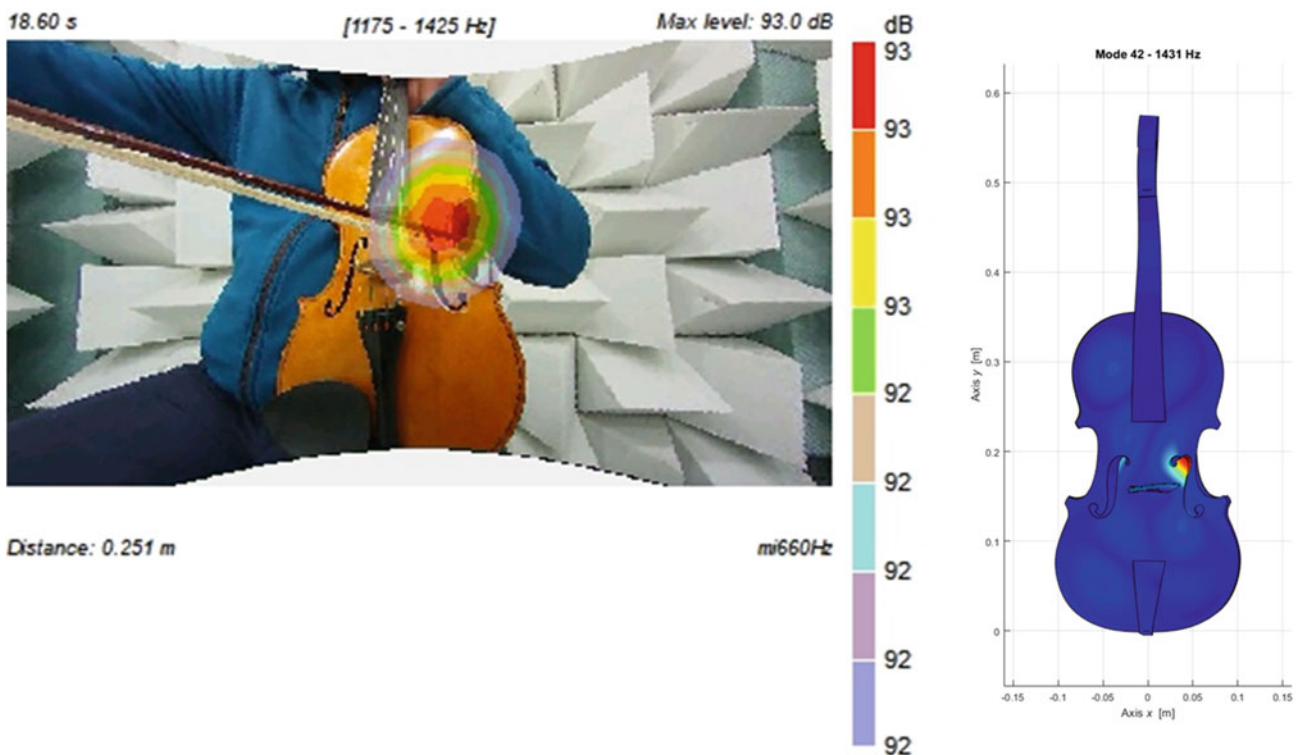 18.60 s
[1175 - 1425 Hz]
Max level: 93.0 dB
Distance: 0.251 m
mi660Hz
dB
93
93
93
93
92
92
92
92
92
Mode 42 - 1431 Hz
Axis y [m]
0.6
0.5
0.4
0.3
0.2
0.1
0
-0.15
-0.1
-0.05
0
0.05
0.1
0.15
Axis x [m]